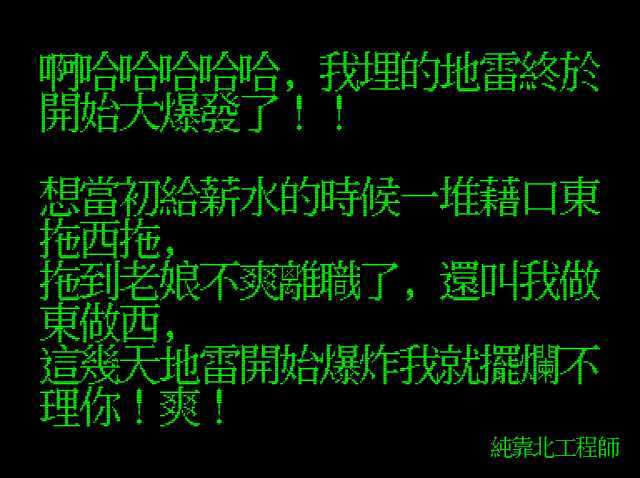 啊哈哈哈哈哈，我埋的地雷終於
開始大爆發了！！
想當初給薪水的時候一堆藉口東
拖西拖，
拖到老娘不爽離職了，還叫我做
東做西，
這幾天地雷開始爆炸我就擺爛不
理你！爽！
純靠北工程師